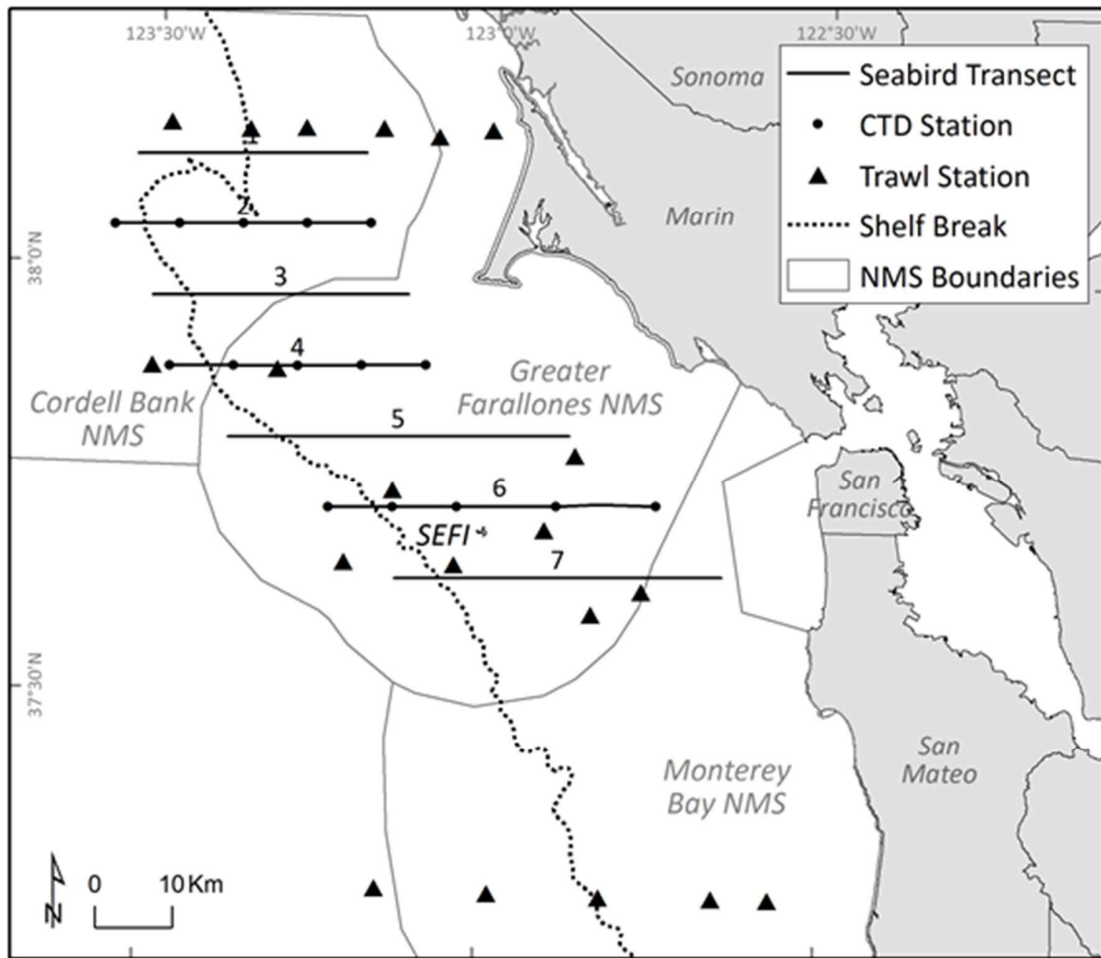 123°30'W
123°0'W
122°30'W
Sonoma
Seabird Transect
CTD Station
Trawl Station
Shelf Break
NMS Boundaries
1
2
Marin
38°0'N
3
4
Cordell Bank
NMS
Greater
Farallones NMS
5
6
San
Francisco
SEFI
7
37°30'N
Monterey
Bay NMS
San
Mateo
0 10 Km
N